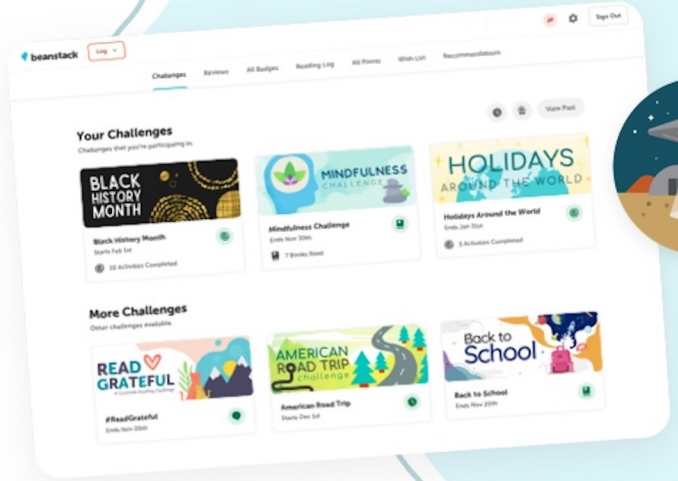 beanstack
Log
Sign Out
Challenges Reviews All Badges Reading Log All Points Wish List Recommendations
Your Challenges
Challenges that you're participating in.
View Past
BLACK
HISTORY
MONTH
Black History Month
Starts Feb 1st
10 Activities Completed
MINDFULNESS
CHALLENGE
Mindfulness Challenge
Ends Nov 30th
7 Books Read
HOLIDAYS
AROUND THE WORLD
Holidays Around the World
Ends Jan 31st
5 Activities Completed
More Challenges
Other challenges available.
READ
GRATEFUL
#ReadGrateful
Ends Nov 20th
AMERICAN
ROAD TRIP
challenge
American Road Trip
Starts Dec 1st
Back to
School
Back to School
Ends Nov 20th